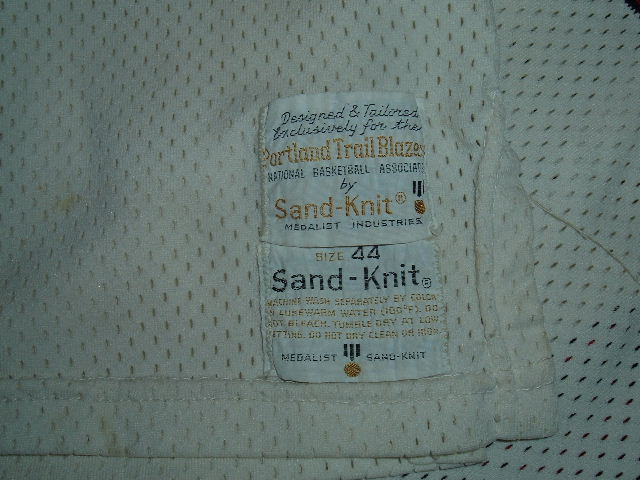 Designed & Tailored
Exclusively for the
Portland Trail Blazers
NATIONAL BASKETBALL ASSOCIATI
by
Sand-Knit®
MEDALIST INDUSTRIES
SIZE 44
Sand-Knit®
MACHINE WASH SEPARATELY BY COLOR
IN LUKEWARM WATER (100°F). DO
NOT BLEACH. TUMBLE DRY AT LOW
SETTING. DO NOT DRY CLEAN OR IRON
MEDALIST SAND-KNIT